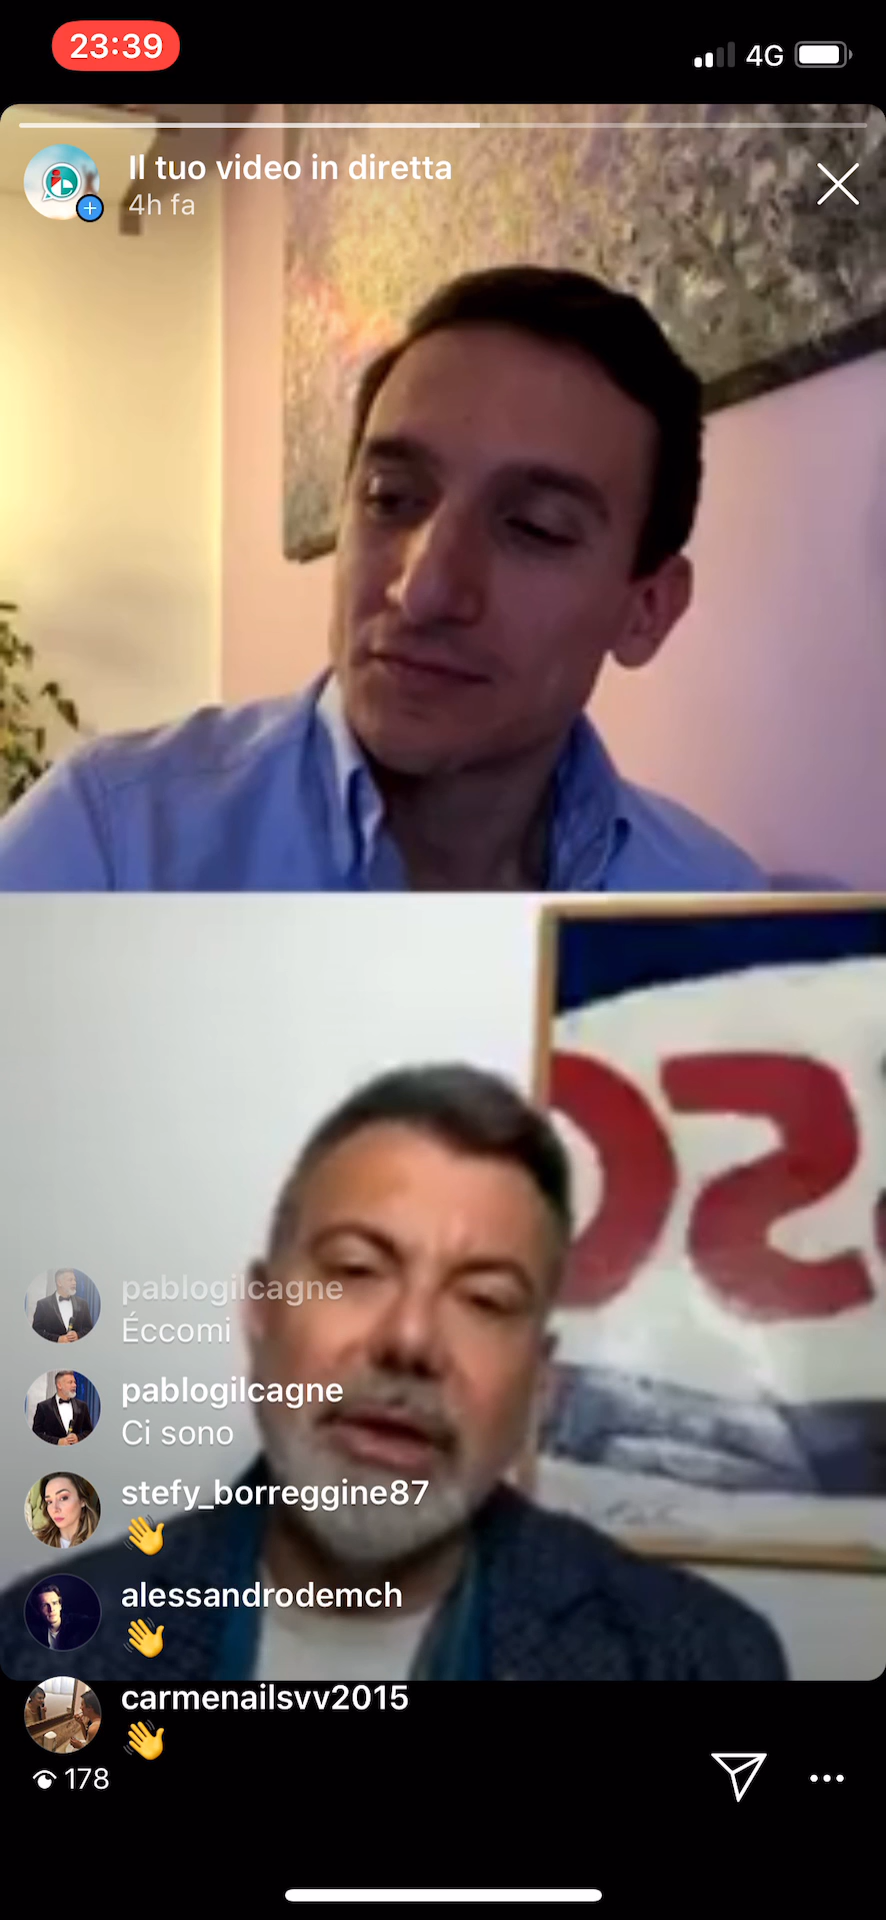 23:39
4G
Il tuo video in diretta
4h fa
pablogilcagne
Éccomi
pablogilcagne
Ci sono
stefy_borreggine87
👋
alessandrodemch
👋
carmenailsvv2015
👋
178